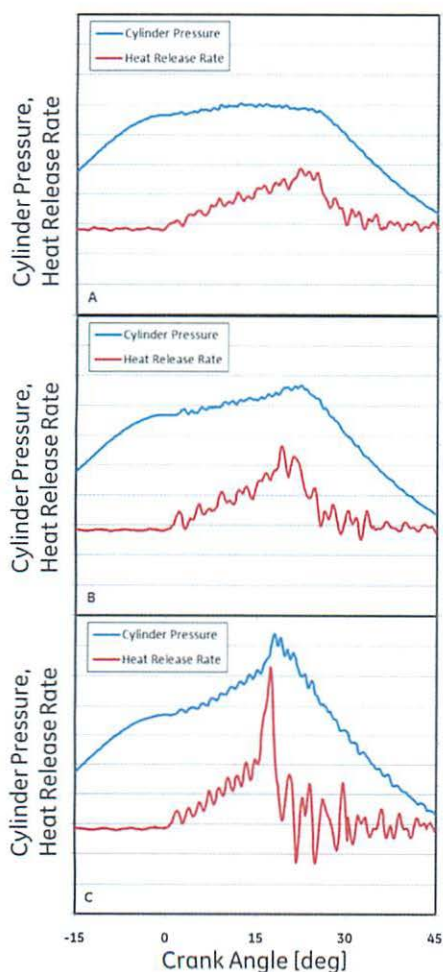 Cylinder Pressure
Heat Release Rate
Cylinder Pressure,
Heat Release Rate
A
Cylinder Pressure
Heat Release Rate
Cylinder Pressure,
Heat Release Rate
B
Cylinder Pressure
Heat Release Rate
Cylinder Pressure,
Heat Release Rate
C
-15 0 15 30 45
Crank Angle [deg]